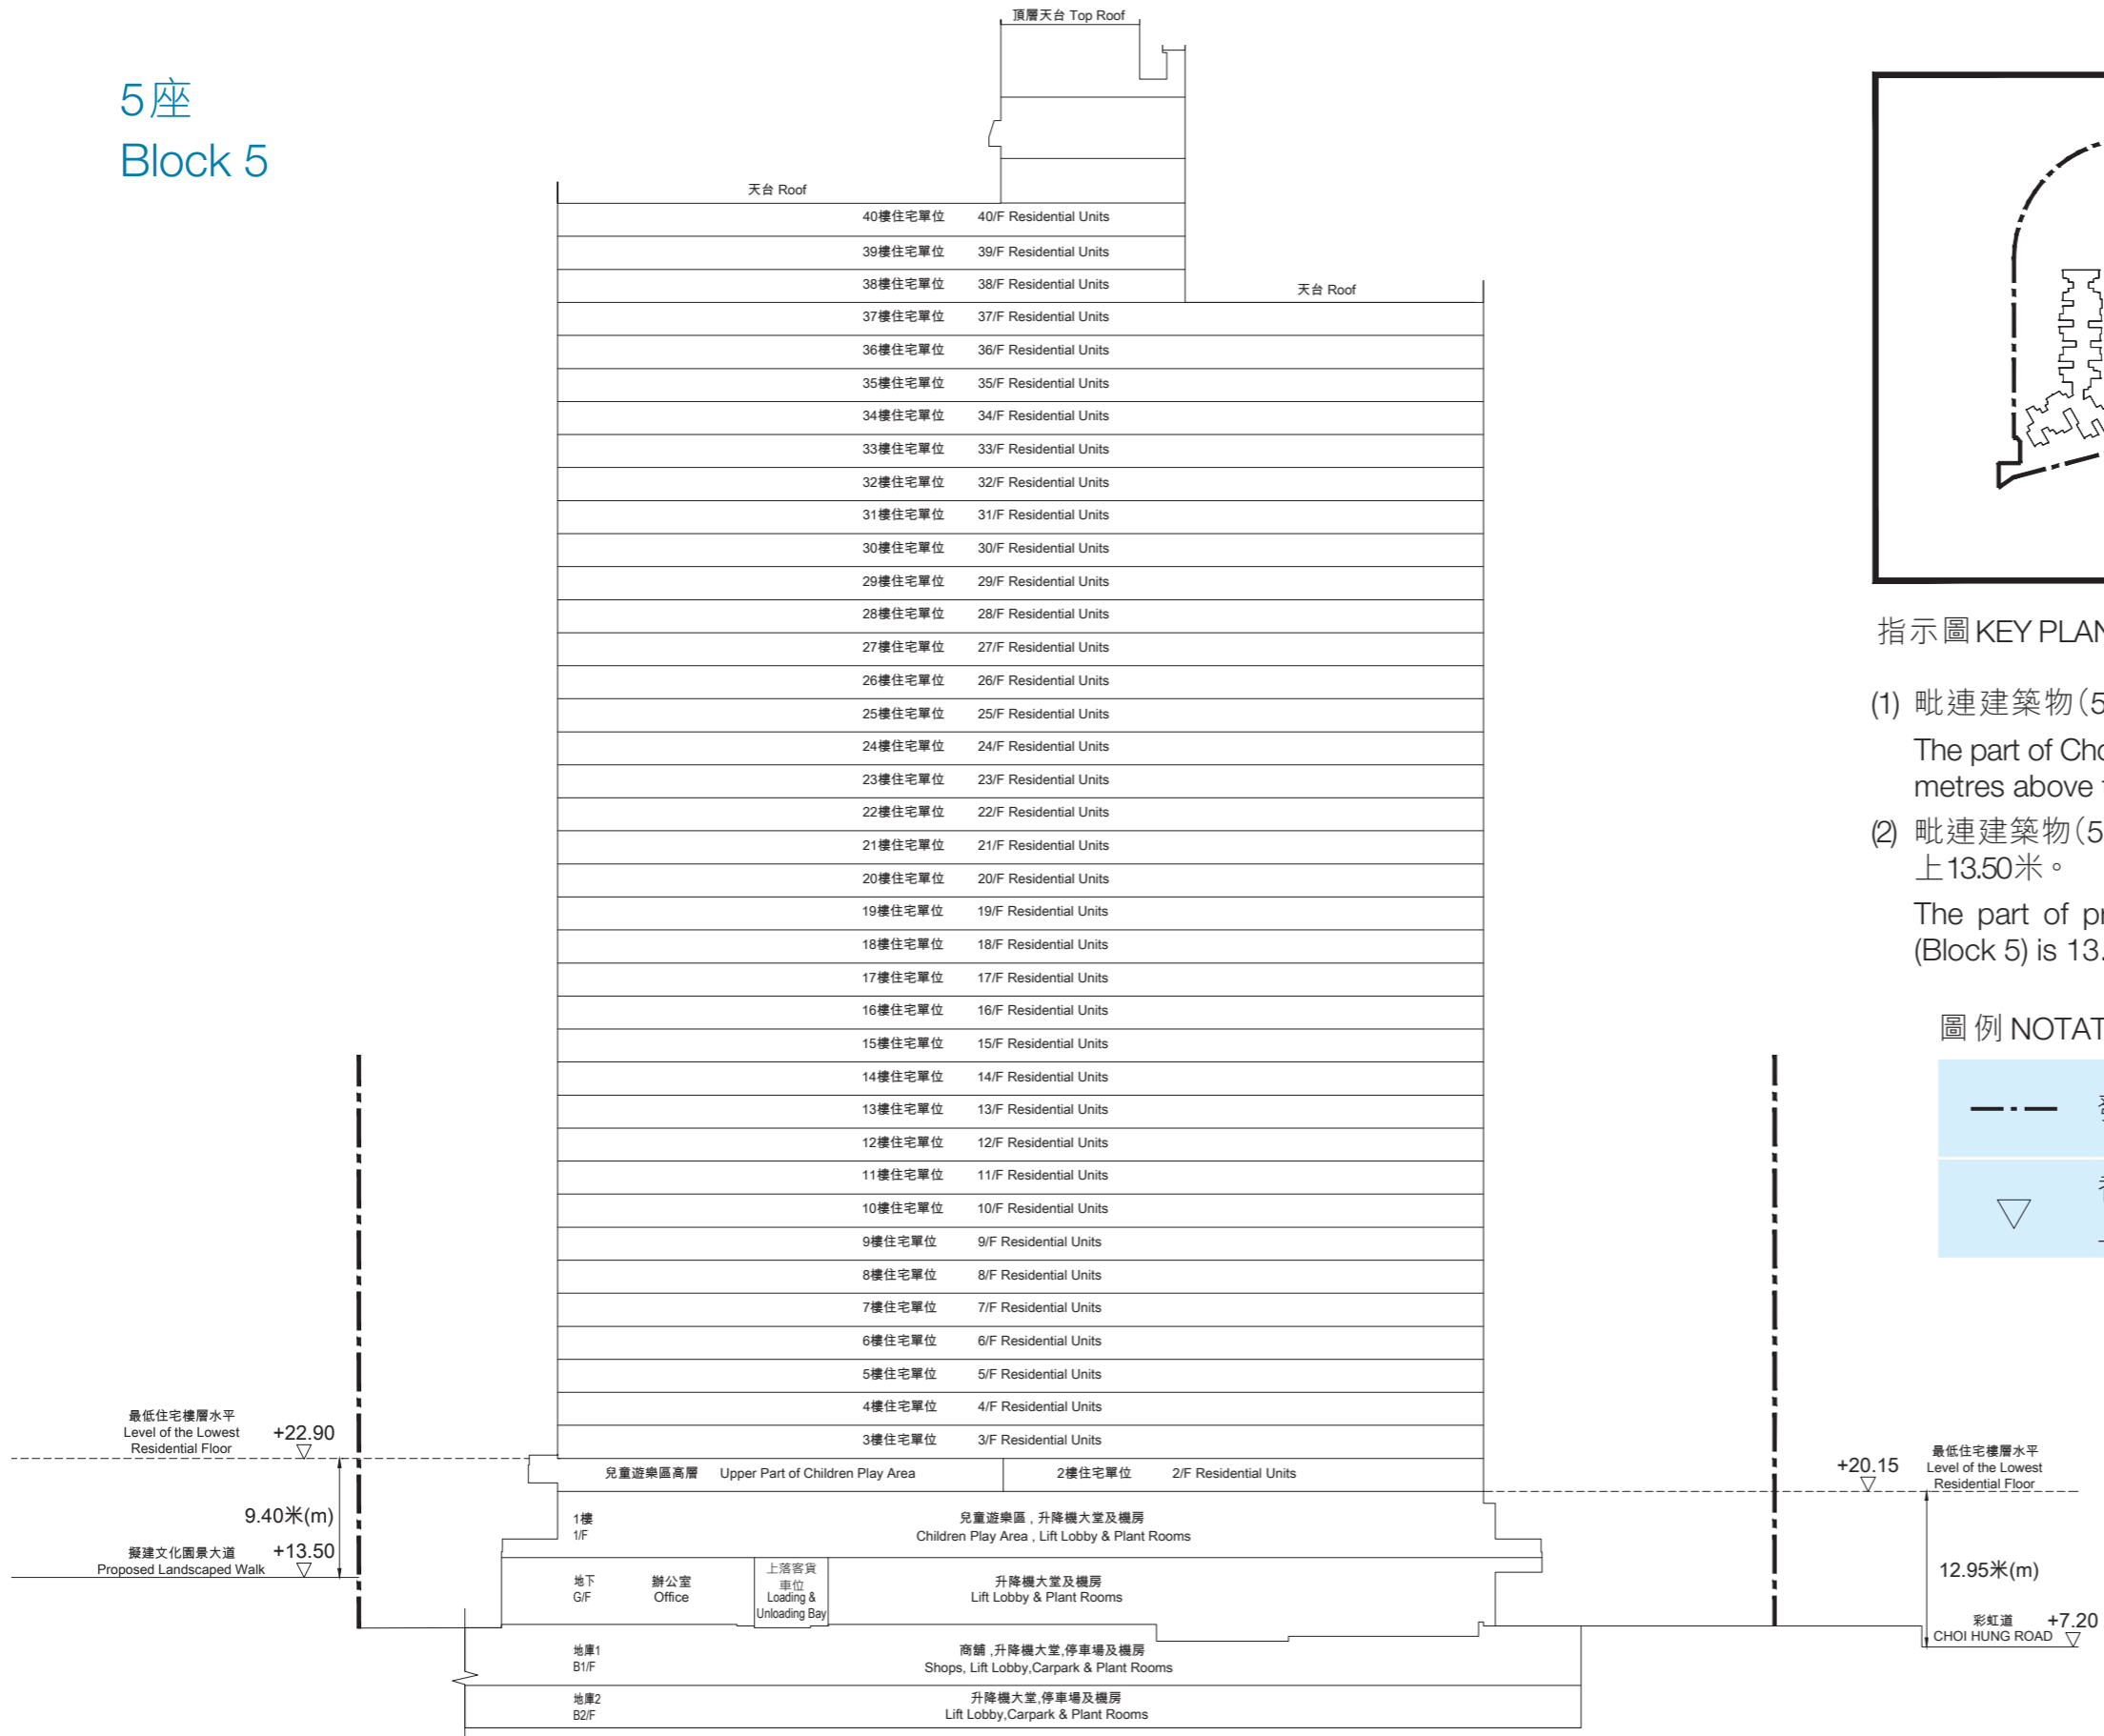 5座
Block 5
頂層天台 Top Roof
天台 Roof
40樓住宅單位 40/F Residential Units
39樓住宅單位 39/F Residential Units
38樓住宅單位 38/F Residential Units
天台 Roof
37樓住宅單位 37/F Residential Units
36樓住宅單位 36/F Residential Units
35樓住宅單位 35/F Residential Units
34樓住宅單位 34/F Residential Units
33樓住宅單位 33/F Residential Units
32樓住宅單位 32/F Residential Units
31樓住宅單位 31/F Residential Units
30樓住宅單位 30/F Residential Units
29樓住宅單位 29/F Residential Units
28樓住宅單位 28/F Residential Units
27樓住宅單位 27/F Residential Units
26樓住宅單位 26/F Residential Units
25樓住宅單位 25/F Residential Units
24樓住宅單位 24/F Residential Units
23樓住宅單位 23/F Residential Units
22樓住宅單位 22/F Residential Units
21樓住宅單位 21/F Residential Units
20樓住宅單位 20/F Residential Units
19樓住宅單位 19/F Residential Units
18樓住宅單位 18/F Residential Units
17樓住宅單位 17/F Residential Units
16樓住宅單位 16/F Residential Units
15樓住宅單位 15/F Residential Units
14樓住宅單位 14/F Residential Units
13樓住宅單位 13/F Residential Units
12樓住宅單位 12/F Residential Units
11樓住宅單位 11/F Residential Units
10樓住宅單位 10/F Residential Units
9樓住宅單位 9/F Residential Units
8樓住宅單位 8/F Residential Units
7樓住宅單位 7/F Residential Units
6樓住宅單位 6/F Residential Units
5樓住宅單位 5/F Residential Units
4樓住宅單位 4/F Residential Units
3樓住宅單位 3/F Residential Units
兒童遊樂區高層 Upper Part of Children Play Area
2樓住宅單位 2/F Residential Units
1樓
1/F
兒童遊樂區 , 升降機大堂及機房
Children Play Area , Lift Lobby & Plant Rooms
地下
G/F
辦公室
Office
上落客貨
車位
Loading &
Unloading Bay
升降機大堂及機房
Lift Lobby & Plant Rooms
地庫1
B1/F
商舖 ,升降機大堂,停車場及機房
Shops, Lift Lobby,Carpark & Plant Rooms
地庫2
B2/F
升降機大堂,停車場及機房
Lift Lobby,Carpark & Plant Rooms
最低住宅樓層水平
Level of the Lowest
Residential Floor
+22.90
9.40米(m)
擬建文化園景大道
Proposed Landscaped Walk
+13.50
+20.15
最低住宅樓層水平
Level of the Lowest
Residential Floor
12.95米(m)
彩虹道
CHOI HUNG ROAD
+7.20
指示圖 KEY PLAN
(1) 毗連建築物(5
The part of Cho
metres above
(2) 毗連建築物(5
上13.50米。
The part of pr
(Block 5) is 13.
圖例 NOTAT